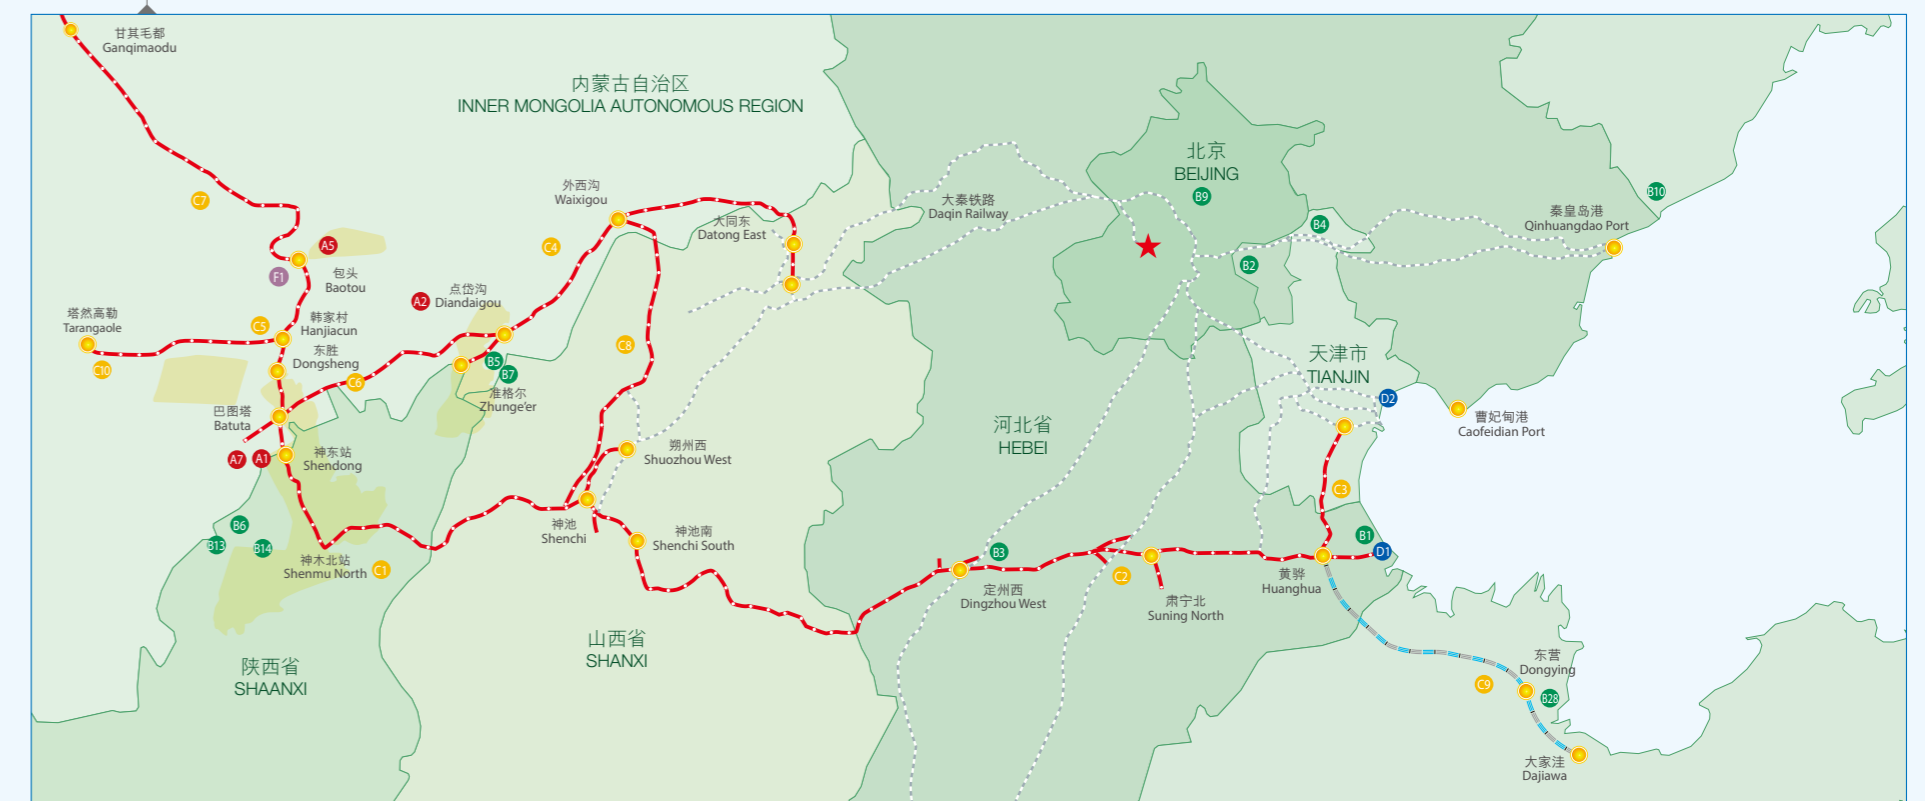 甘其毛都
Ganqimaodu
内蒙古自治区
INNER MONGOLIA AUTONOMOUS REGION
北京
BEIJING
B9
B10
外西沟
Waixigou
大同东
Datong East
大秦铁路
Daqin Railway
秦皇岛港
Qinhuangdao Port
C7
A5
C4
B4
B2
F1
包头
Baotou
点岱沟
Diandaigou
A2
塔然高勒
Tarangaole
C5
韩家村
Hanjiacun
东胜
Dongsheng
C10
C6
C8
B5
B7
准格尔
Zhunge'er
天津市
TIANJIN
D2
曹妃甸港
Caofeidian Port
巴图塔
Batuta
A7
A1
神东站
Shendong
朔州西
Shuozhou West
河北省
HEBEI
C3
B6
B13
B14
神木北站
Shenmu North
C1
神池
Shenchi
神池南
Shenchi South
B3
定州西
Dingzhou West
C2
肃宁北
Suning North
黄骅
Huanghua
B1
D1
陕西省
SHAANXI
山西省
SHANXI
东营
Dongying
C9
B28
大家洼
Dajiawa